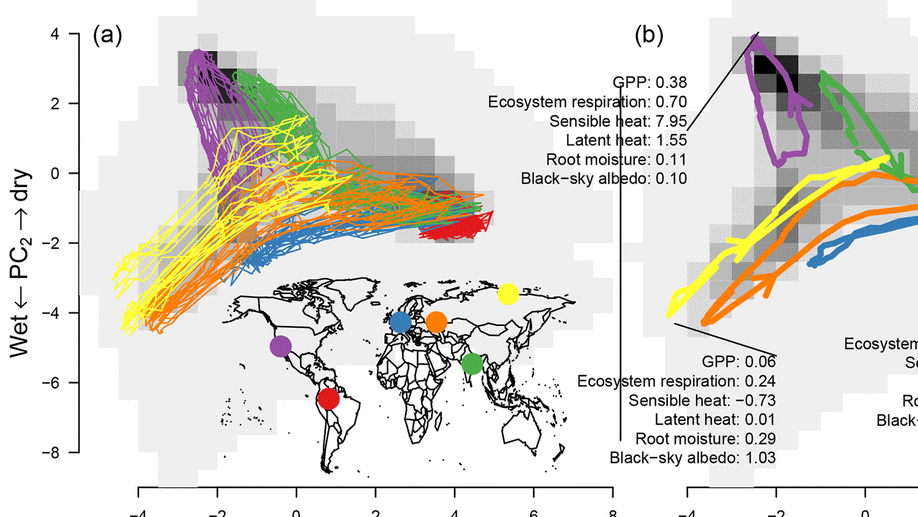 (a)
(b)
4
2
0
−2
−4
−6
−8
Wet ← PC2 → dry
GPP: 0.38
Ecosystem respiration: 0.70
Sensible heat: 7.95
Latent heat: 1.55
Root moisture: 0.11
Black−sky albedo: 0.10
GPP: 0.06
Ecosystem respiration: 0.24
Sensible heat: −0.73
Latent heat: 0.01
Root moisture: 0.29
Black−sky albedo: 1.03
Ecosystem
Se
Ro
Black−
−4 −2 0 2 4 6 8
−4 −2 0